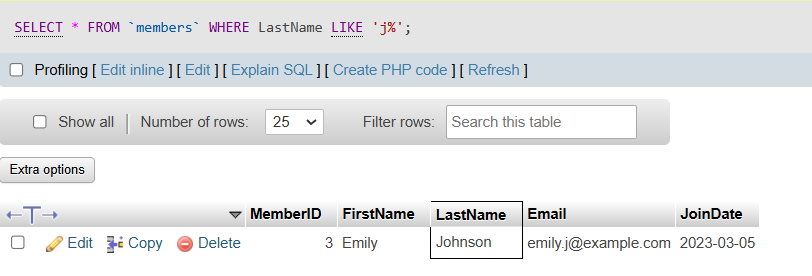 SELECT * FROM `members` WHERE LastName LIKE 'j%';
Profiling [ Edit inline ] [ Edit ] [ Explain SQL ] [ Create PHP code ] [ Refresh ]
Show all | Number of rows: 25 Filter rows: Search this table
Extra options
←T→ MemberID FirstName LastName Email JoinDate
Edit Copy Delete 3 Emily Johnson emily.j@example.com 2023-03-05